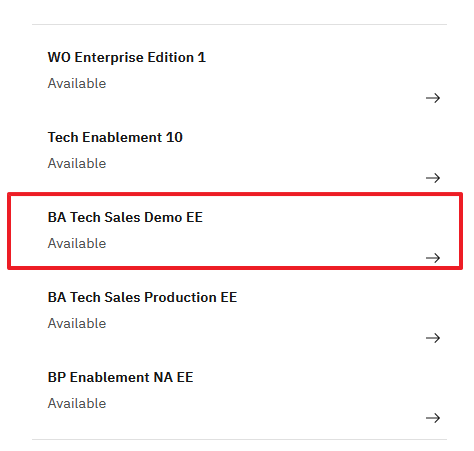 WO Enterprise Edition 1
Available
Tech Enablement 10
Available
BA Tech Sales Demo EE
Available
BA Tech Sales Production EE
Available
BP Enablement NA EE
Available